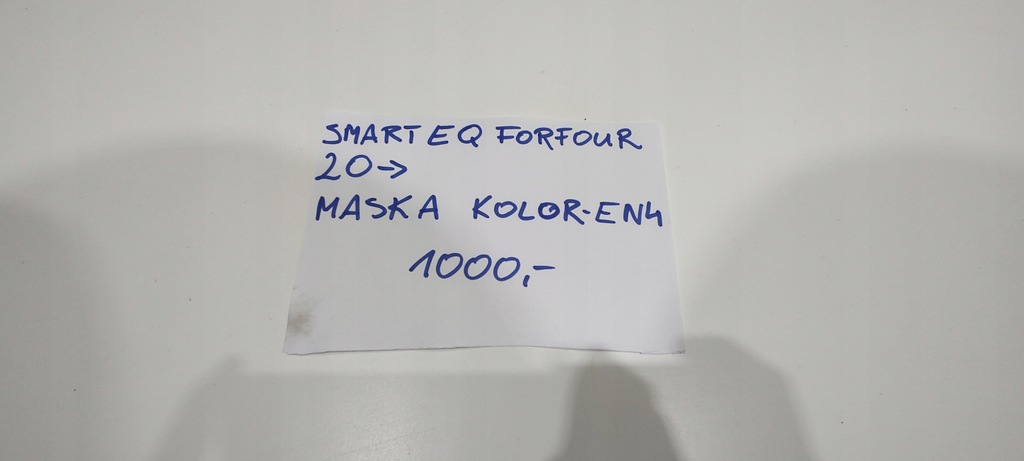 SMART EQ FORFOUR
20→
MASKA KOLOR-EN4
1000,-